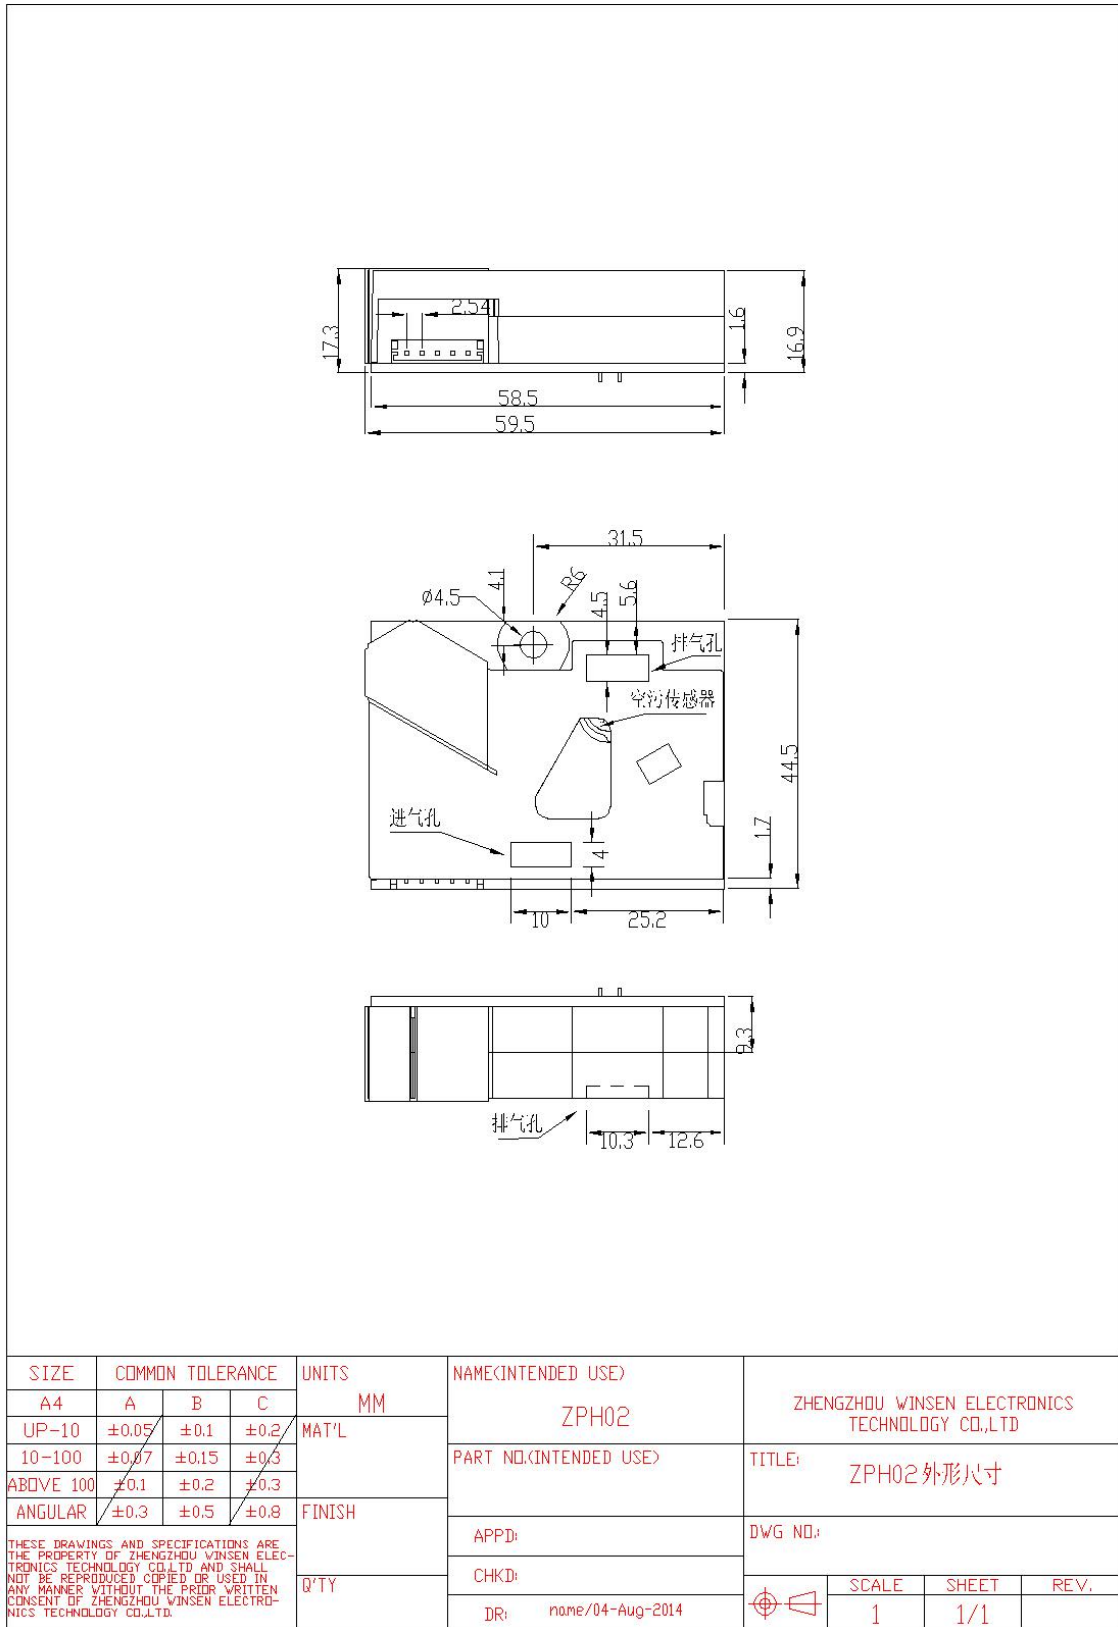 2.54
17.3
1.6
16.9
58.5
59.5
31.5
4.1
R6
Ø4.5
4.5
5.6
排气孔
空污传感器
44.5
进气孔
4
1.7
10
25.2
9.3
排气孔
10.3
12.6
SIZE COMMON TOLERANCE
A4 A B C
UP-10 ±0.05 ±0.1 ±0.2
10-100 ±0.07 ±0.15 ±0.3
ABOVE 100 ±0.1 ±0.2 ±0.3
ANGULAR ±0.3 ±0.5 ±0.8
THESE DRAWINGS AND SPECIFICATIONS ARE
THE PROPERTY OF ZHENGZHOU WINSEN ELEC-
TRONICS TECHNOLOGY CO.,LTD AND SHALL
NOT BE REPRODUCED COPIED OR USED IN
ANY MANNER WITHOUT THE PRIOR WRITTEN
CONSENT OF ZHENGZHOU WINSEN ELECTRO-
NICS TECHNOLOGY CO.,LTD.
UNITS
MM
MAT'L
FINISH
Q'TY
NAME(INTENDED USE)
ZPH02
PART NO.(INTENDED USE)
APPD:
CHKD:
DR: name/04-Aug-2014
ZHENGZHOU WINSEN ELECTRONICS
TECHNOLOGY CO.,LTD
TITLE:
ZPH02外形尺寸
DWG NO.:
SCALE SHEET REV.
1 1/1